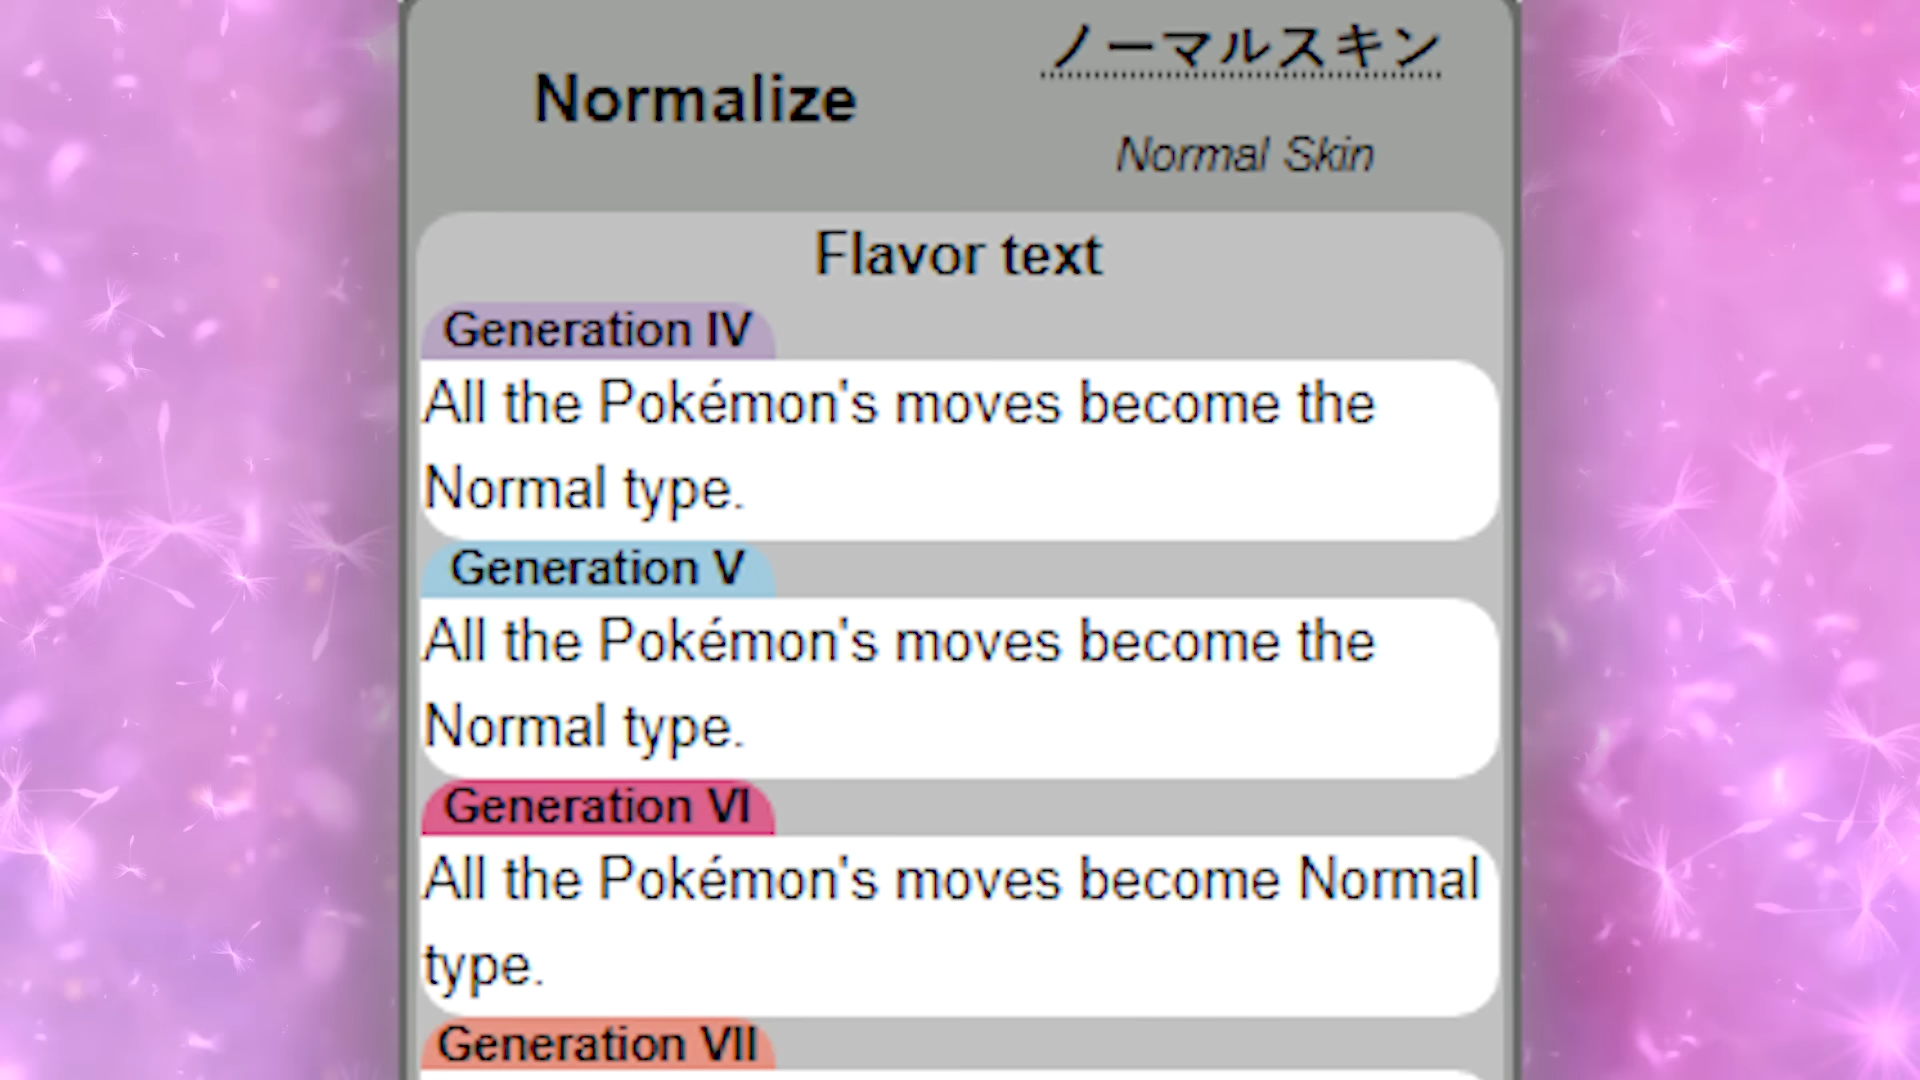 Normalize
ノーマルスキン
Normal Skin
Flavor text
Generation IV
All the Pokémon's moves become the
Normal type.
Generation V
All the Pokémon's moves become the
Normal type.
Generation VI
All the Pokémon's moves become Normal
type.
Generation VII